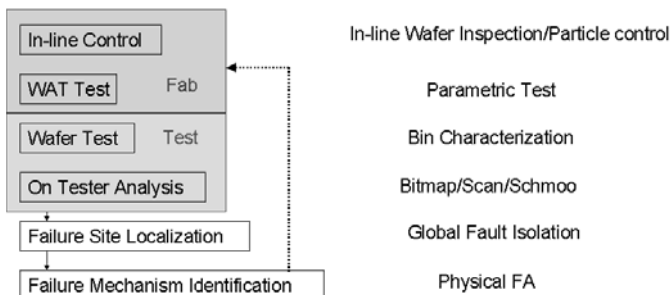 In-line Control
In-line Wafer Inspection/Particle control
WAT Test
Fab
Parametric Test
Wafer Test
Test
Bin Characterization
On Tester Analysis
Bitmap/Scan/Schmoo
Failure Site Localization
Global Fault Isolation
Failure Mechanism Identification
Physical FA